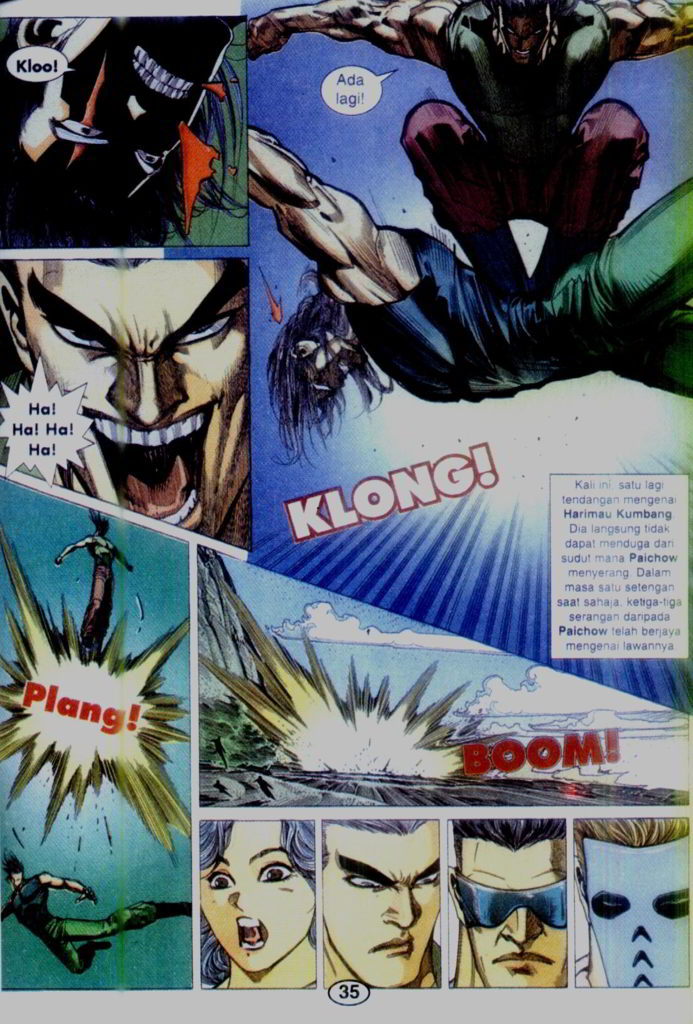 Kloo!
Ada
lagi!
Ha!
Ha! Ha!
Ha!
KLONG!
Kali ini, satu lagi
tendangan mengenai
Harimau Kumbang.
Dia langsung tidak
dapat menduga dari
sudut mana Paichow
menyerang. Dalam
masa satu setengan
saat sahaja, ketiga-tiga
serangan daripada
Paichow telah berjaya
mengenai lawannya.
Plang!
BOOM!
35